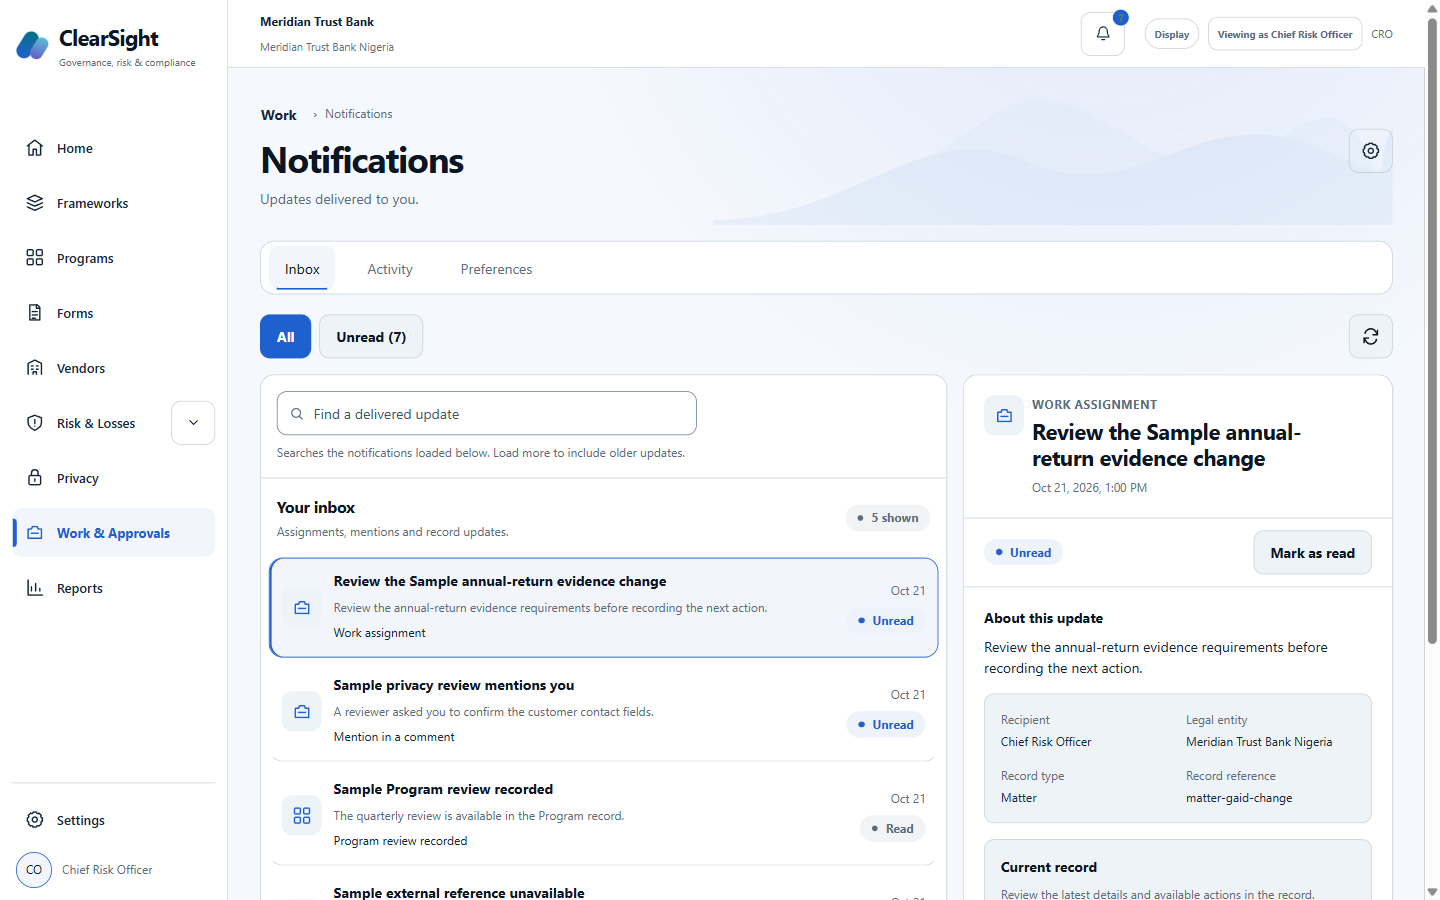 ClearSight
Governance, risk & compliance
Home
Frameworks
Programs
Forms
Vendors
Risk & Losses
Privacy
Work & Approvals
Reports
Settings
CO
Chief Risk Officer
Meridian Trust Bank
Meridian Trust Bank Nigeria
Display
Viewing as Chief Risk Officer
CRO
Work › Notifications
Notifications
Updates delivered to you.
Inbox
Activity
Preferences
All
Unread (7)
Find a delivered update
Searches the notifications loaded below. Load more to include older updates.
Your inbox
Assignments, mentions and record updates.
5 shown
Review the Sample annual-return evidence change
Review the annual-return evidence requirements before recording the next action.
Work assignment
Oct 21
Unread
Sample privacy review mentions you
A reviewer asked you to confirm the customer contact fields.
Mention in a comment
Oct 21
Unread
Sample Program review recorded
The quarterly review is available in the Program record.
Program review recorded
Oct 21
Read
Sample external reference unavailable
Oct 21
WORK ASSIGNMENT
Review the Sample annual-
return evidence change
Oct 21, 2026, 1:00 PM
Unread
Mark as read
About this update
Review the annual-return evidence requirements before
recording the next action.
Recipient
Chief Risk Officer
Legal entity
Meridian Trust Bank Nigeria
Record type
Matter
Record reference
matter-gaid-change
Current record
Review the latest details and available actions in the record.